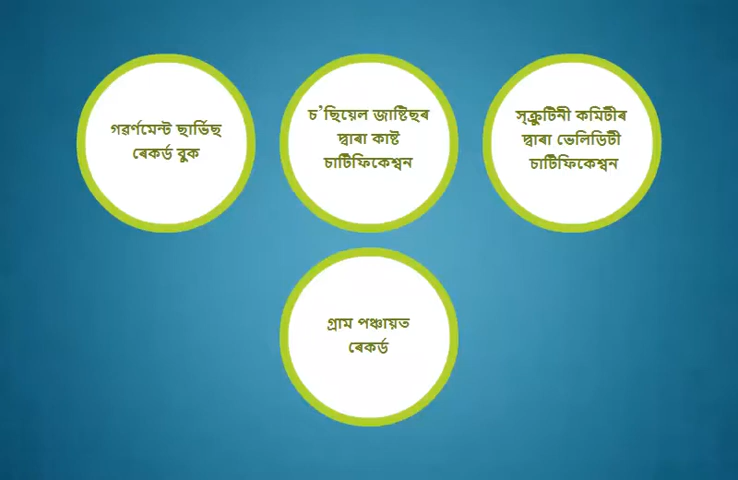 গৱৰ্ণমেন্ট ছাৰ্ভিছ
ৰেকৰ্ড বুক
চ’ছিয়েল জাষ্টিছৰ
দ্বাৰা কাষ্ট
চাৰ্টিফিকেশ্বন
স্ক্ৰুটিনী কমিটীৰ
দ্বাৰা ভেলিডিটী
চাৰ্টিফিকেশ্বন
গ্ৰাম পঞ্চায়ত
ৰেকৰ্ড